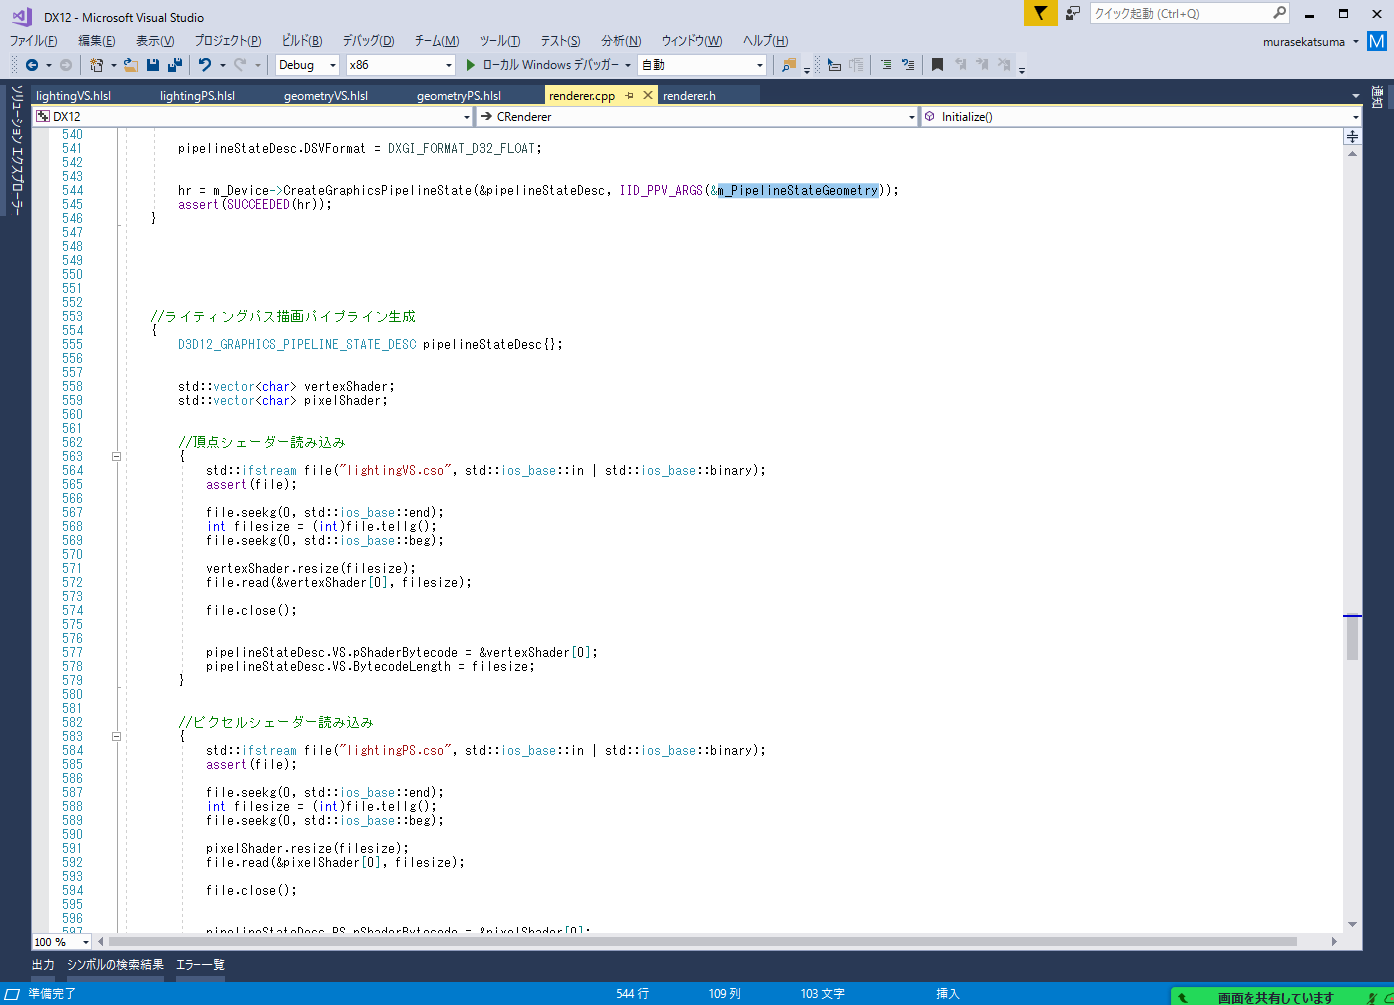 DX12 - Microsoft Visual Studio
クイック起動 (Ctrl+Q)
ファイル(F) 編集(E) 表示(V) プロジェクト(P) ビルド(B) デバッグ(D) チーム(M) ツール(T) テスト(S) 分析(N) ウィンドウ(W) ヘルプ(H)
murasekatsuma M
Debug x86 ローカル Windows デバッガー 自動
ソリューション エクスプローラー
通知
lightingVS.hlsl lightingPS.hlsl geometryVS.hlsl geometryPS.hlsl renderer.cpp renderer.h
DX12 CRenderer Initialize()
540
541 pipelineStateDesc.DSVFormat = DXGI_FORMAT_D32_FLOAT;
542
543
544 hr = m_Device->CreateGraphicsPipelineState(&pipelineStateDesc, IID_PPV_ARGS(&m_PipelineStateGeometry));
545 assert(SUCCEEDED(hr));
546 }
547
548
549
550
551
552
553 //ライティングパス描画パイプライン生成
554 {
555 D3D12_GRAPHICS_PIPELINE_STATE_DESC pipelineStateDesc{};
556
557
558 std::vector<char> vertexShader;
559 std::vector<char> pixelShader;
560
561
562 //頂点シェーダー読み込み
563 {
564 std::ifstream file("lightingVS.cso", std::ios_base::in | std::ios_base::binary);
565 assert(file);
566
567 file.seekg(0, std::ios_base::end);
568 int filesize = (int)file.tellg();
569 file.seekg(0, std::ios_base::beg);
570
571 vertexShader.resize(filesize);
572 file.read(&vertexShader[0], filesize);
573
574 file.close();
575
576
577 pipelineStateDesc.VS.pShaderBytecode = &vertexShader[0];
578 pipelineStateDesc.VS.BytecodeLength = filesize;
579 }
580
581
582 //ピクセルシェーダー読み込み
583 {
584 std::ifstream file("lightingPS.cso", std::ios_base::in | std::ios_base::binary);
585 assert(file);
586
587 file.seekg(0, std::ios_base::end);
588 int filesize = (int)file.tellg();
589 file.seekg(0, std::ios_base::beg);
590
591 pixelShader.resize(filesize);
592 file.read(&pixelShader[0], filesize);
593
594 file.close();
595
596
597 pipelineStateDesc.PS.pShaderBytecode = &pixelShader[0];
100 %
出力 シンボルの検索結果 エラー一覧
準備完了 544 行 109 列 103 文字 挿入
画面を共有しています